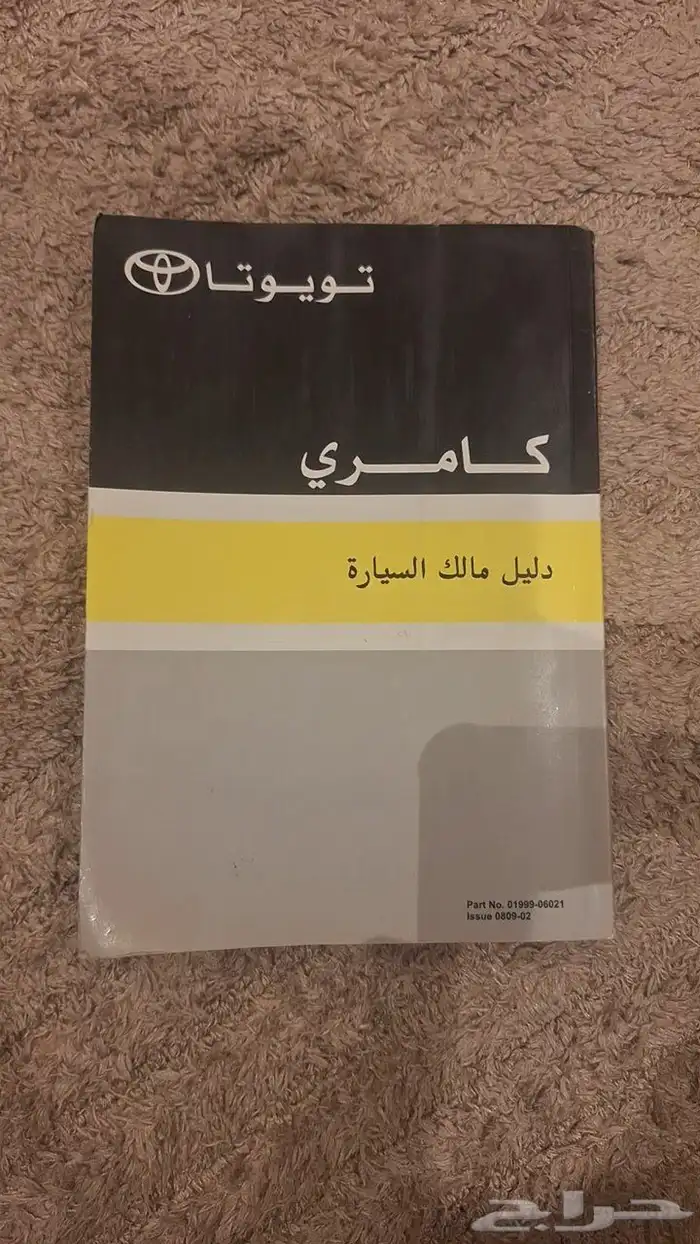 تويوتا
كامري
دليل مالك السيارة
Part No. 01999-06021
Issue 0809-02
حراج